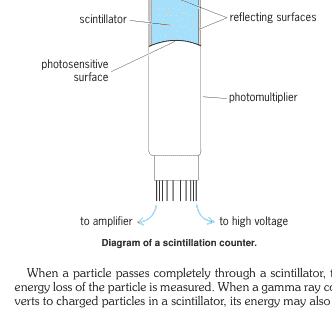 scintillator
reflecting surfaces
photosensitive
surface
photomultiplier
to amplifier
to high voltage
Diagram of a scintillation counter.
When a particle passes completely through a scintillator,
energy loss of the particle is measured. When a gamma ray
verts to charged particles in a scintillator, its energy may also